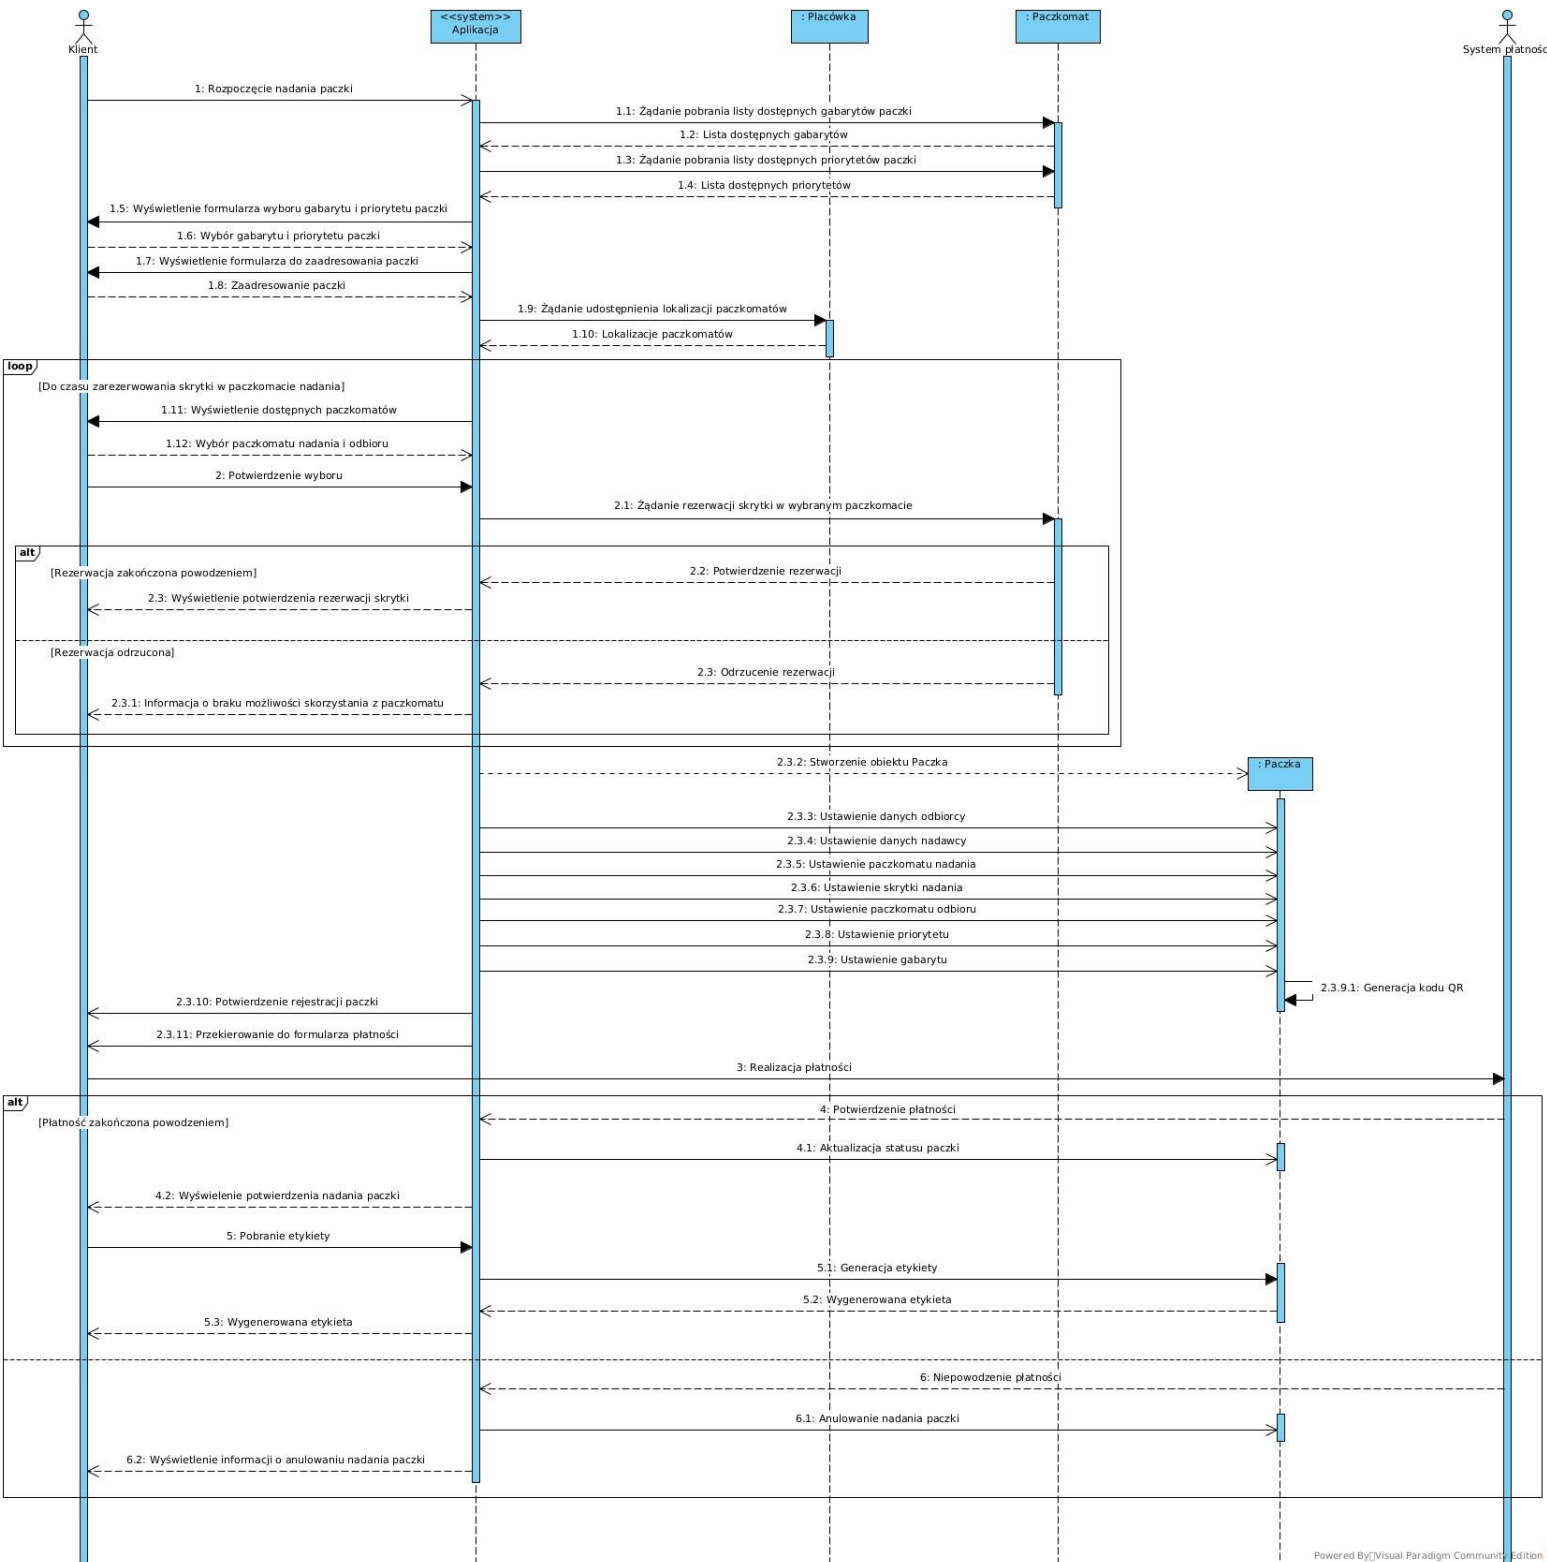 Klient
<<system>>
Aplikacja
: Placówka
: Paczkomat
System płatnośc
1: Rozpoczęcie nadania paczki
1.1: Żądanie pobrania listy dostępnych gabarytów paczki
1.2: Lista dostępnych gabarytów
1.3: Żądanie pobrania listy dostępnych priorytetów paczki
1.4: Lista dostępnych priorytetów
1.5: Wyświetlenie formularza wyboru gabarytu i priorytetu paczki
1.6: Wybór gabarytu i priorytetu paczki
1.7: Wyświetlenie formularza do zaadresowania paczki
1.8: Zaadresowanie paczki
1.9: Żądanie udostępnienia lokalizacji paczkomatów
1.10: Lokalizacje paczkomatów
loop
[Do czasu zarezerwowania skrytki w paczkomacie nadania]
1.11: Wyświetlenie dostępnych paczkomatów
1.12: Wybór paczkomatu nadania i odbioru
2: Potwierdzenie wyboru
2.1: Żądanie rezerwacji skrytki w wybranym paczkomacie
alt
[Rezerwacja zakończona powodzeniem]
2.2: Potwierdzenie rezerwacji
2.3: Wyświetlenie potwierdzenia rezerwacji skrytki
[Rezerwacja odrzucona]
2.3: Odrzucenie rezerwacji
2.3.1: Informacja o braku możliwości skorzystania z paczkomatu
2.3.2: Stworzenie obiektu Paczka
: Paczka
2.3.3: Ustawienie danych odbiorcy
2.3.4: Ustawienie danych nadawcy
2.3.5: Ustawienie paczkomatu nadania
2.3.6: Ustawienie skrytki nadania
2.3.7: Ustawienie paczkomatu odbioru
2.3.8: Ustawienie priorytetu
2.3.9: Ustawienie gabarytu
2.3.9.1: Generacja kodu QR
2.3.10: Potwierdzenie rejestracji paczki
2.3.11: Przekierowanie do formularza płatności
3: Realizacja płatności
alt
[Płatność zakończona powodzeniem]
4: Potwierdzenie płatności
4.1: Aktualizacja statusu paczki
4.2: Wyświelenie potwierdzenia nadania paczki
5: Pobranie etykiety
5.1: Generacja etykiety
5.2: Wygenerowana etykieta
5.3: Wygenerowana etykieta
6: Niepowodzenie płatności
6.1: Anulowanie nadania paczki
6.2: Wyświetlenie informacji o anulowaniu nadania paczki
Powered By Visual Paradigm Community Edition